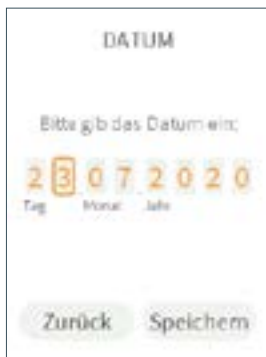 DATUM
Bitte gib das Datum ein:
2 3 0 7 2 0 2 0
Tag Monat Jahr
Zurück Speichern